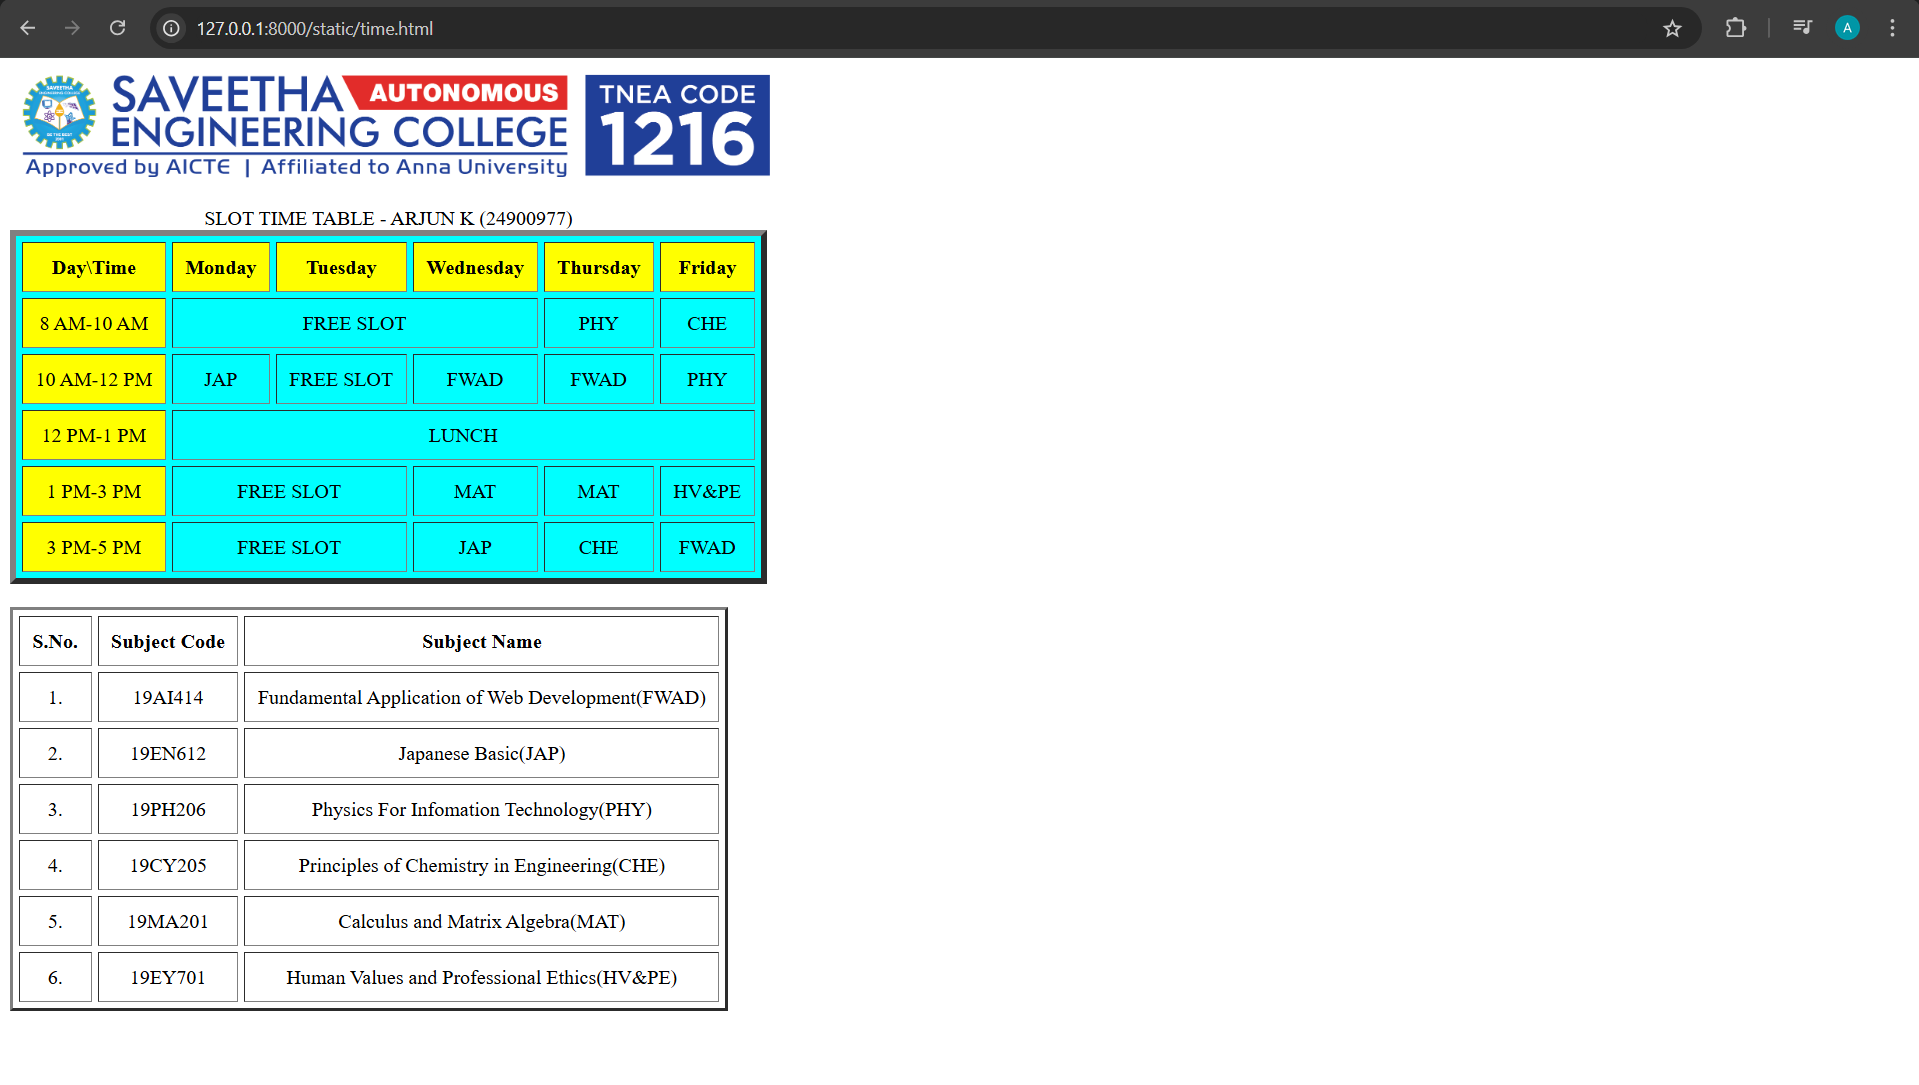 127.0.0.1:8000/static/time.html
A
SAVEETHA AUTONOMOUS
ENGINEERING COLLEGE
Approved by AICTE | Affiliated to Anna University
TNEA CODE
1216
SLOT TIME TABLE - ARJUN K (24900977)
Day\Time Monday Tuesday Wednesday Thursday Friday
8 AM-10 AM FREE SLOT PHY CHE
10 AM-12 PM JAP FREE SLOT FWAD FWAD PHY
12 PM-1 PM LUNCH
1 PM-3 PM FREE SLOT MAT MAT HV&PE
3 PM-5 PM FREE SLOT JAP CHE FWAD
S.No. Subject Code Subject Name
1. 19AI414 Fundamental Application of Web Development(FWAD)
2. 19EN612 Japanese Basic(JAP)
3. 19PH206 Physics For Infomation Technology(PHY)
4. 19CY205 Principles of Chemistry in Engineering(CHE)
5. 19MA201 Calculus and Matrix Algebra(MAT)
6. 19EY701 Human Values and Professional Ethics(HV&PE)